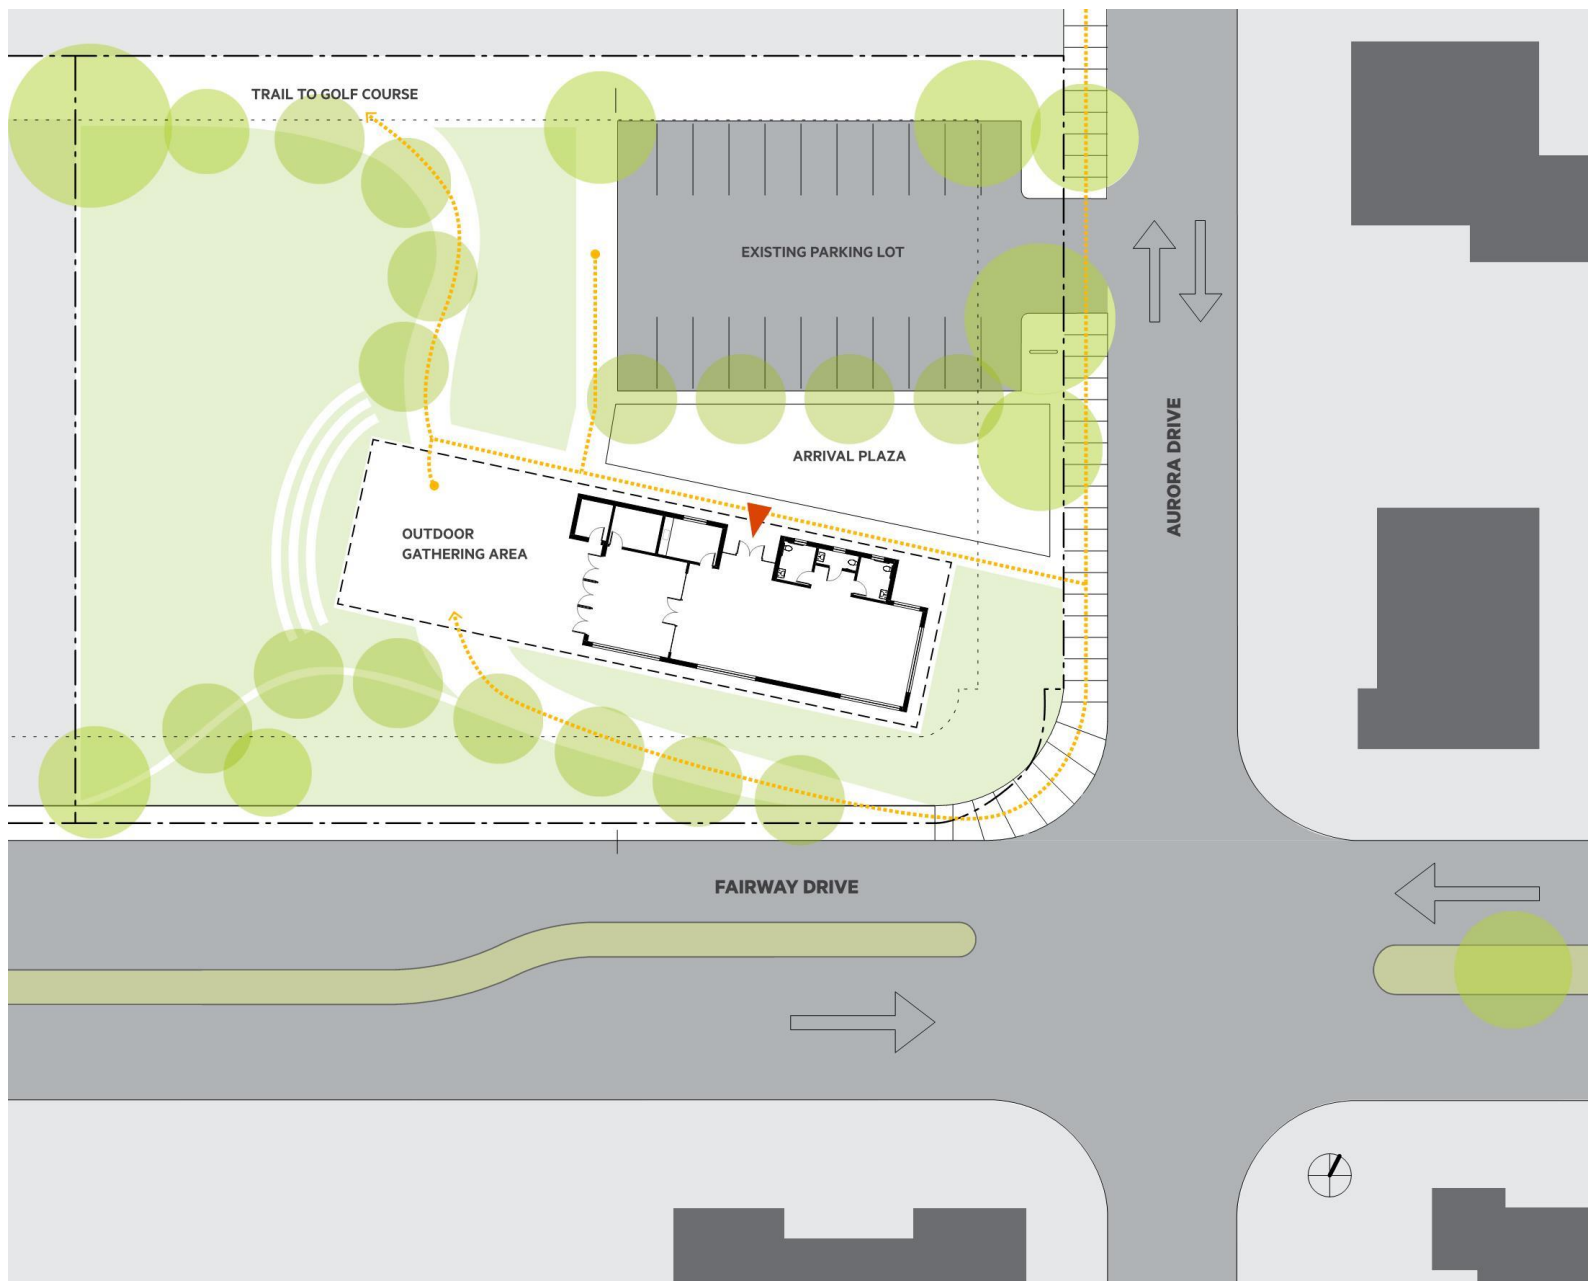 TRAIL TO GOLF COURSE
EXISTING PARKING LOT
ARRIVAL PLAZA
AURORA DRIVE
OUTDOOR
GATHERING AREA
FAIRWAY DRIVE